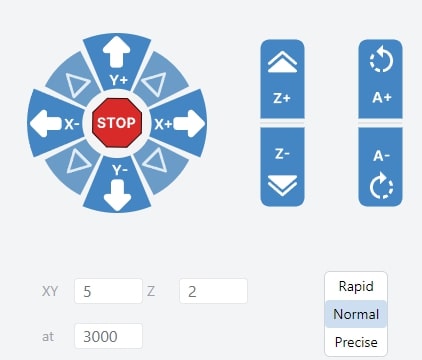 Y+
X- STOP X+
Y-
Z+
Z-
A+
A-
XY 5 Z 2
at 3000
Rapid
Normal
Precise